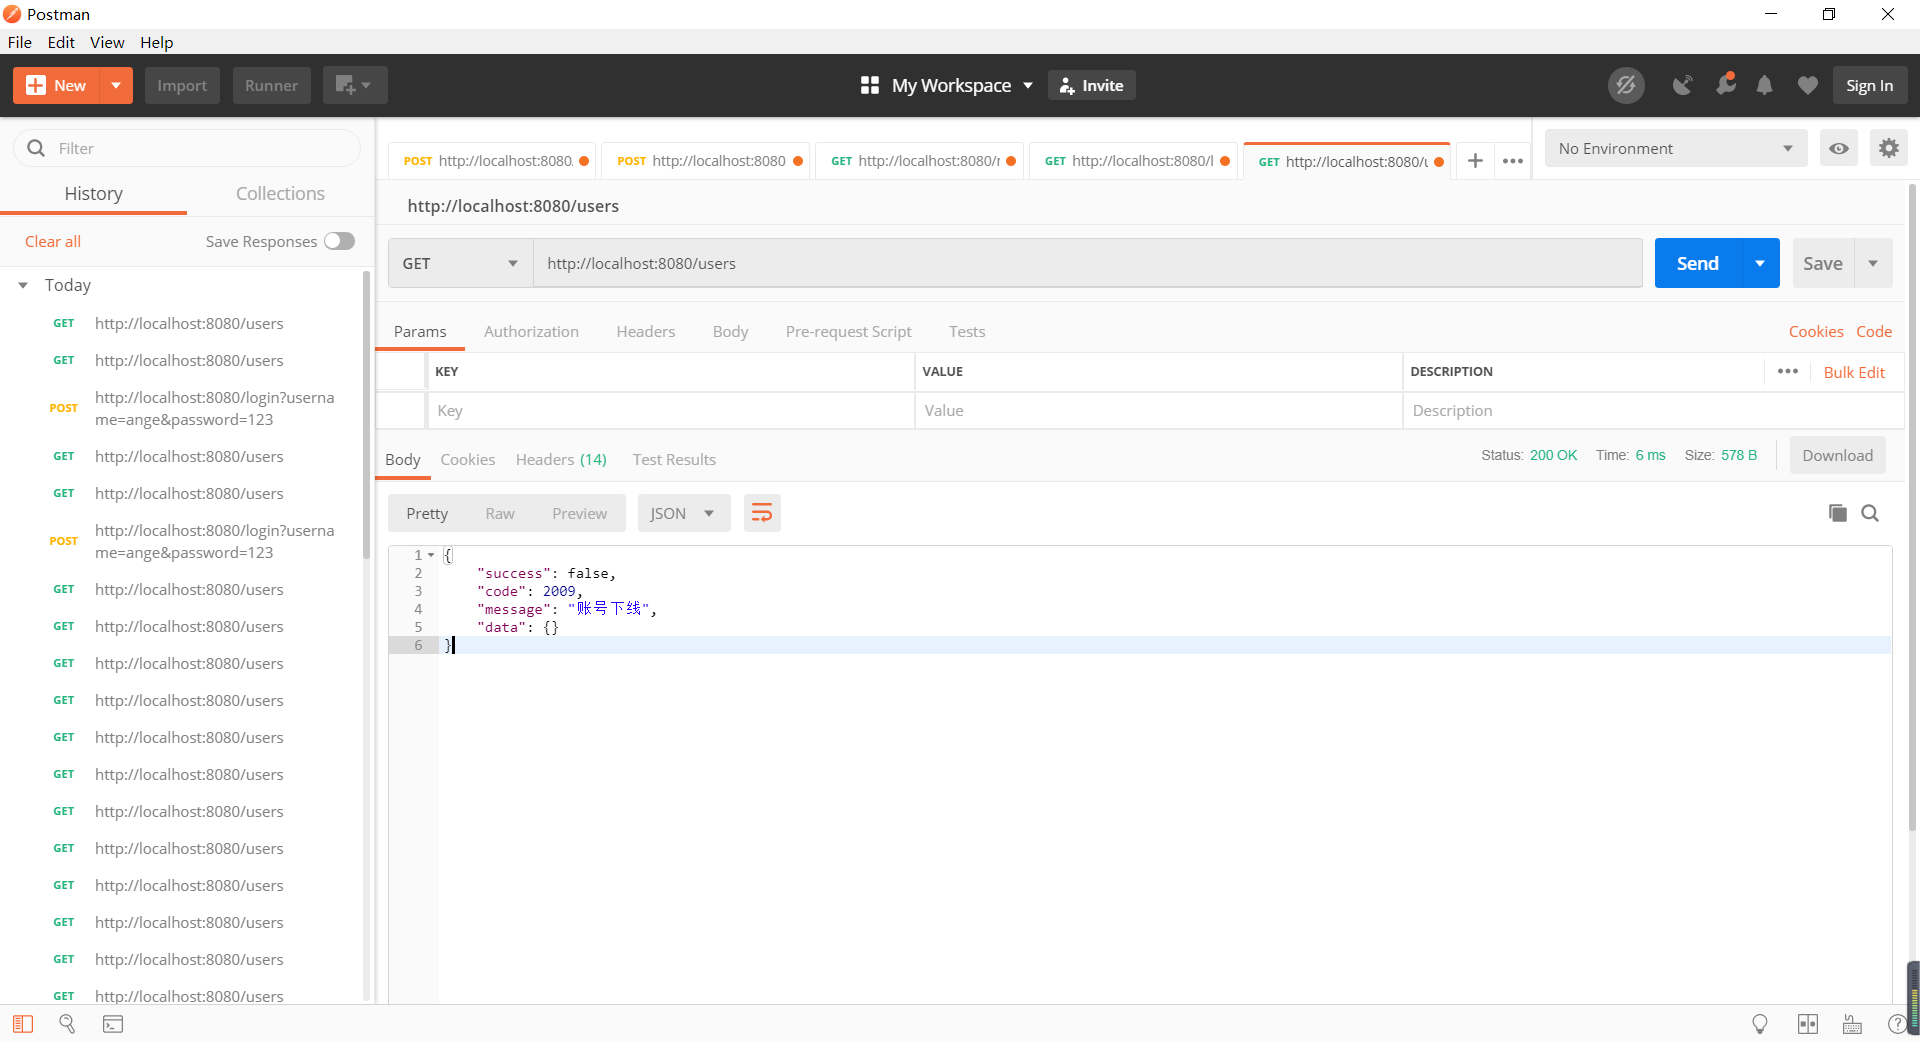 Postman
File Edit View Help
New Import Runner My Workspace Invite Sign In
Filter
History Collections
Clear all Save Responses
Today
GET http://localhost:8080/users
GET http://localhost:8080/users
POST http://localhost:8080/login?userna
me=ange&password=123
GET http://localhost:8080/users
GET http://localhost:8080/users
POST http://localhost:8080/login?userna
me=ange&password=123
GET http://localhost:8080/users
GET http://localhost:8080/users
GET http://localhost:8080/users
GET http://localhost:8080/users
GET http://localhost:8080/users
GET http://localhost:8080/users
GET http://localhost:8080/users
GET http://localhost:8080/users
GET http://localhost:8080/users
GET http://localhost:8080/users
GET http://localhost:8080/users
GET http://localhost:8080/users
POST http://localhost:8080. POST http://localhost:8080 GET http://localhost:8080/r GET http://localhost:8080/l GET http://localhost:8080/u
No Environment
http://localhost:8080/users
GET http://localhost:8080/users Send Save
Params Authorization Headers Body Pre-request Script Tests Cookies Code
KEY VALUE DESCRIPTION Bulk Edit
Key Value Description
Body Cookies Headers (14) Test Results Status: 200 OK Time: 6 ms Size: 578 B Download
Pretty Raw Preview JSON
1 {
2 "success": false,
3 "code": 2009,
4 "message": "账号下线",
5 "data": {}
6 }